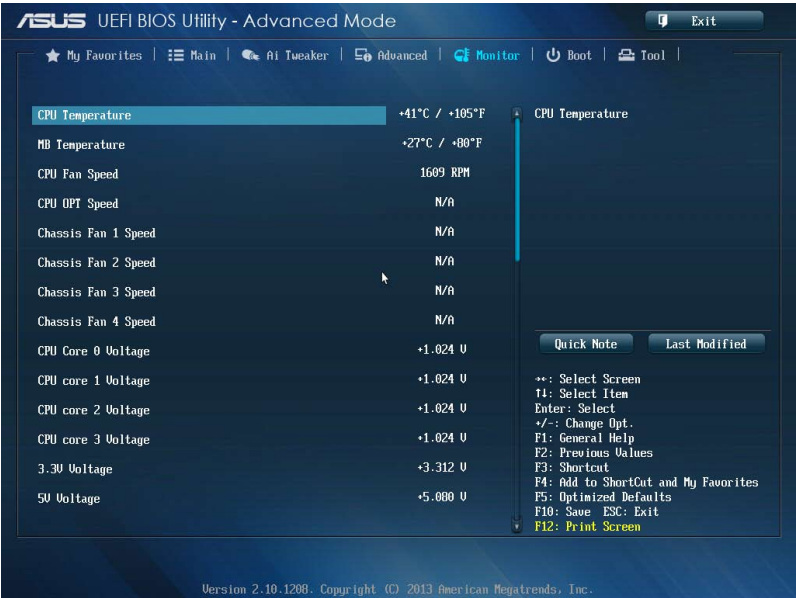 ASUS UEFI BIOS Utility - Advanced Mode
Exit
My Favorites | Main | Ai Tweaker | Advanced | Monitor | Boot | Tool |
CPU Temperature +41°C / +105°F
MB Temperature +27°C / +80°F
CPU Fan Speed 1609 RPM
CPU OPT Speed N/A
Chassis Fan 1 Speed N/A
Chassis Fan 2 Speed N/A
Chassis Fan 3 Speed N/A
Chassis Fan 4 Speed N/A
CPU Core 0 Voltage +1.024 V
CPU core 1 Voltage +1.024 V
CPU core 2 Voltage +1.024 V
CPU core 3 Voltage +1.024 V
3.3V Voltage +3.312 V
5V Voltage +5.080 V
CPU Temperature
Quick Note
Last Modified
→←: Select Screen
↑↓: Select Item
Enter: Select
+/-: Change Opt.
F1: General Help
F2: Previous Values
F3: Shortcut
F4: Add to ShortCut and My Favorites
F5: Optimized Defaults
F10: Save ESC: Exit
F12: Print Screen
Version 2.10.1208. Copyright (C) 2013 American Megatrends, Inc.